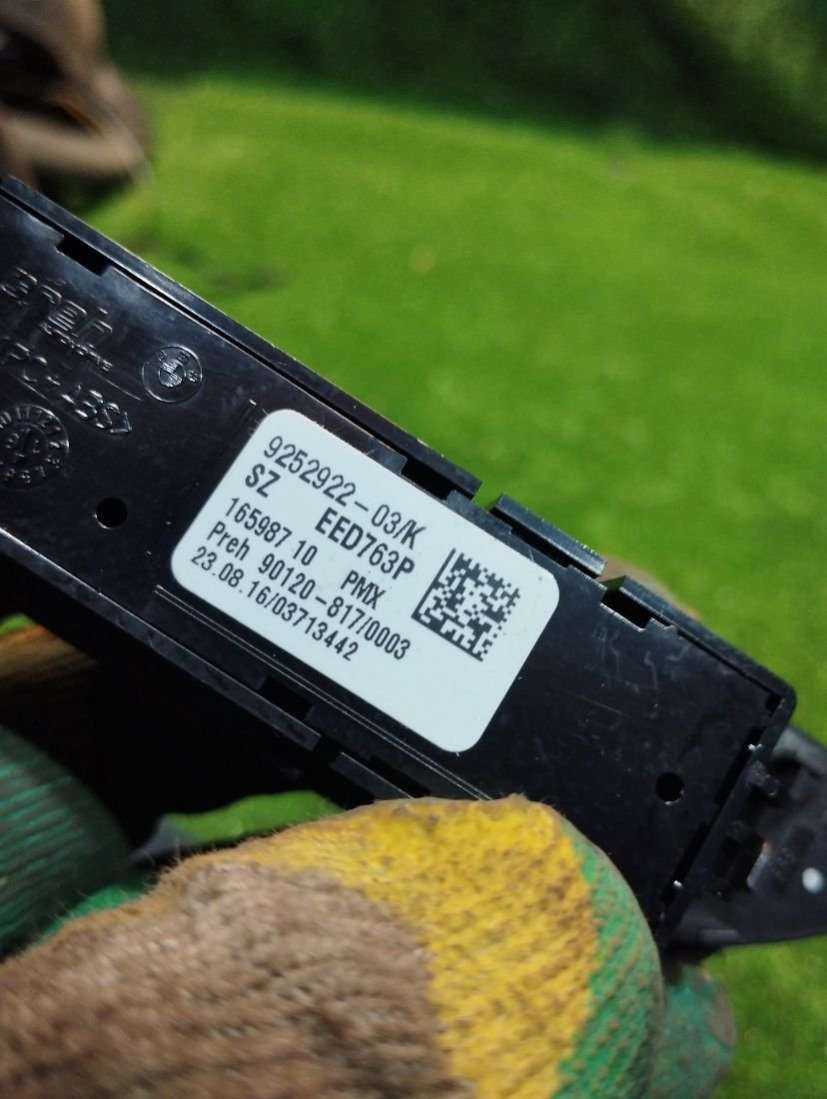 9252922-03/K
SZ EED763P
165987 10 PMX
Preh 90120-817/0003
23.08.16/03713442